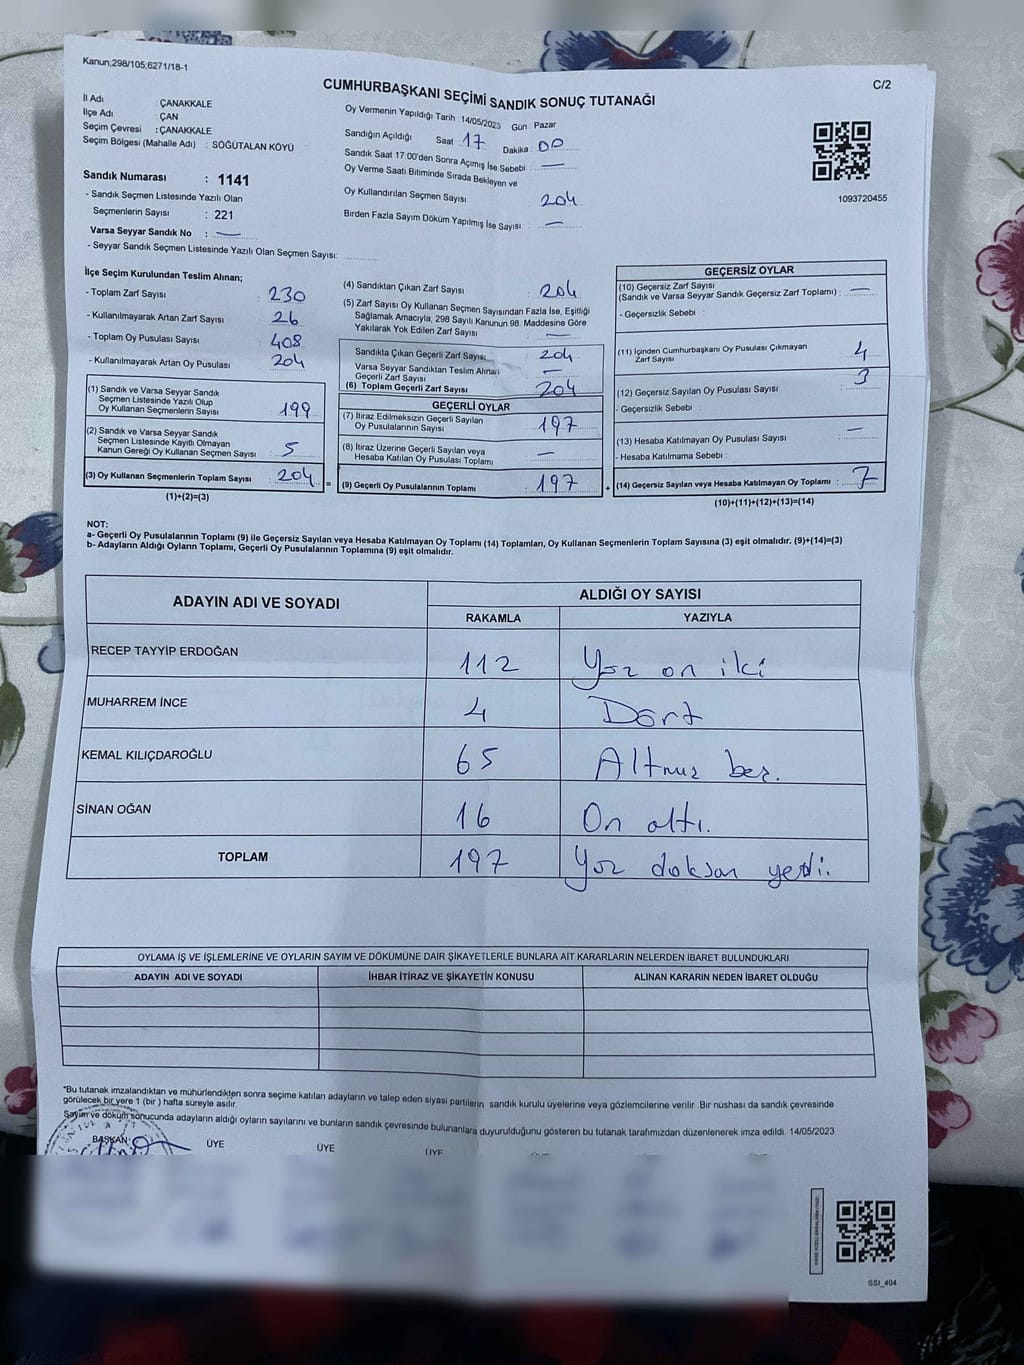 Kanun;298/105;6271/18-1
CUMHURBAŞKANI SEÇİMİ SANDIK SONUÇ TUTANAĞI
C/2
İl Adı ÇANAKKALE
İlçe Adı : ÇAN
Seçim Çevresi : ÇANAKKALE
Seçim Bölgesi (Mahalle Adı) : SÖĞÜTALAN KÖYÜ
Sandık Numarası : 1141
- Sandık Seçmen Listesinde Yazılı Olan
Seçmenlerin Sayısı : 221
Varsa Seyyar Sandık No : —
- Seyyar Sandık Seçmen Listesinde Yazılı Olan Seçmen Sayısı:
Oy Vermenin Yapıldığı Tarih : 14/05/2023 Gün : Pazar
Sandığın Açıldığı Saat : 17 Dakika : 00
Sandık Saat 17:00'den Sonra Açımış İse Sebebi : —
Oy Verme Saati Bitiminde Sırada Bekleyen ve
Oy Kullandırılan Seçmen Sayısı : 204
Birden Fazla Sayım Döküm Yapılmış İse Sayısı : —
1093720455
İlçe Seçim Kurulundan Teslim Alınan;
- Toplam Zarf Sayısı : 230
- Kullanılmayarak Artan Zarf Sayısı : 26
- Toplam Oy Pusulası Sayısı : 408
- Kullanılmayarak Artan Oy Pusulası : 204
(1) Sandık ve Varsa Seyyar Sandık
Seçmen Listesinde Yazılı Olup
Oy Kullanan Seçmenlerin Sayısı : 199
(2) Sandık ve Varsa Seyyar Sandık
Seçmen Listesinde Kayıtlı Olmayan
Kanun Gereği Oy Kullanan Seçmen Sayısı : 5
(3) Oy Kullanan Seçmenlerin Toplam Sayısı : 204 =
(1)+(2)=(3)
(4) Sandıktan Çıkan Zarf Sayısı : 204
(5) Zarf Sayısı Oy Kullanan Seçmen Sayısından Fazla İse, Eşitliği
Sağlamak Amacıyla; 298 Sayılı Kanunun 98. Maddesine Göre
Yakılarak Yok Edilen Zarf Sayısı : —
Sandıkta Çıkan Geçerli Zarf Sayısı : 204
Varsa Seyyar Sandıktan Teslim Alınan
Geçerli Zarf Sayısı : —
(6) Toplam Geçerli Zarf Sayısı : 204
GEÇERLİ OYLAR
(7) İtiraz Edilmeksizin Geçerli Sayılan
Oy Pusulalarının Sayısı : 197
(8) İtiraz Üzerine Geçerli Sayılan veya
Hesaba Katılan Oy Pusulası Toplamı : —
(9) Geçerli Oy Pusulalarının Toplamı : 197 +
GEÇERSİZ OYLAR
(10) Geçersiz Zarf Sayısı
(Sandık ve Varsa Seyyar Sandık Geçersiz Zarf Toplamı) : —
- Geçersizlik Sebebi :
(11) İçinden Cumhurbaşkanı Oy Pusulası Çıkmayan
Zarf Sayısı : 4
(12) Geçersiz Sayılan Oy Pusulası Sayısı : 3
- Geçersizlik Sebebi :
(13) Hesaba Katılmayan Oy Pusulası Sayısı : —
- Hesaba Katılmama Sebebi :
(14) Geçersiz Sayılan veya Hesaba Katılmayan Oy Toplamı : 7
(10)+(11)+(12)+(13)=(14)
NOT:
a- Geçerli Oy Pusulalarının Toplamı (9) ile Geçersiz Sayılan veya Hesaba Katılmayan Oy Toplamı (14) Toplamları, Oy Kullanan Seçmenlerin Toplam Sayısına (3) eşit olmalıdır. (9)+(14)=(3)
b- Adayların Aldığı Oyların Toplamı, Geçerli Oy Pusulalarının Toplamına (9) eşit olmalıdır.
ADAYIN ADI VE SOYADI ALDIĞI OY SAYISI
RAKAMLA YAZIYLA
RECEP TAYYİP ERDOĞAN 112 Yüz on iki
MUHARREM İNCE 4 Dört
KEMAL KILIÇDAROĞLU 65 Altmış beş.
SİNAN OĞAN 16 On altı.
TOPLAM 197 Yüz doksan yedi.
OYLAMA İŞ VE İŞLEMLERİNE VE OYLARIN SAYIM VE DÖKÜMÜNE DAİR ŞİKAYETLERLE BUNLARA AİT KARARLARIN NELERDEN İBARET BULUNDUKLARI
ADAYIN ADI VE SOYADI İHBAR İTİRAZ VE ŞİKAYETİN KONUSU ALINAN KARARIN NEDEN İBARET OLDUĞU
*Bu tutanak imzalandıktan ve mühürlendikten sonra seçime katılan adayların ve talep eden siyasi partilerin sandık kurulu üyelerine veya gözlemcilerine verilir. Bir nüshası da sandık çevresinde
görülecek bir yere 1 (bir ) hafta süreyle asılır.
Sayım ve döküm sonucunda adayların aldığı oyların sayılarını ve bunların sandık çevresinde bulunanlara duyurulduğunu gösteren bu tutanak tarafımızdan düzenlenerek imza edildi. 14/05/2023
BAŞKAN ÜYE ÜYE ÜYE
SSI_404